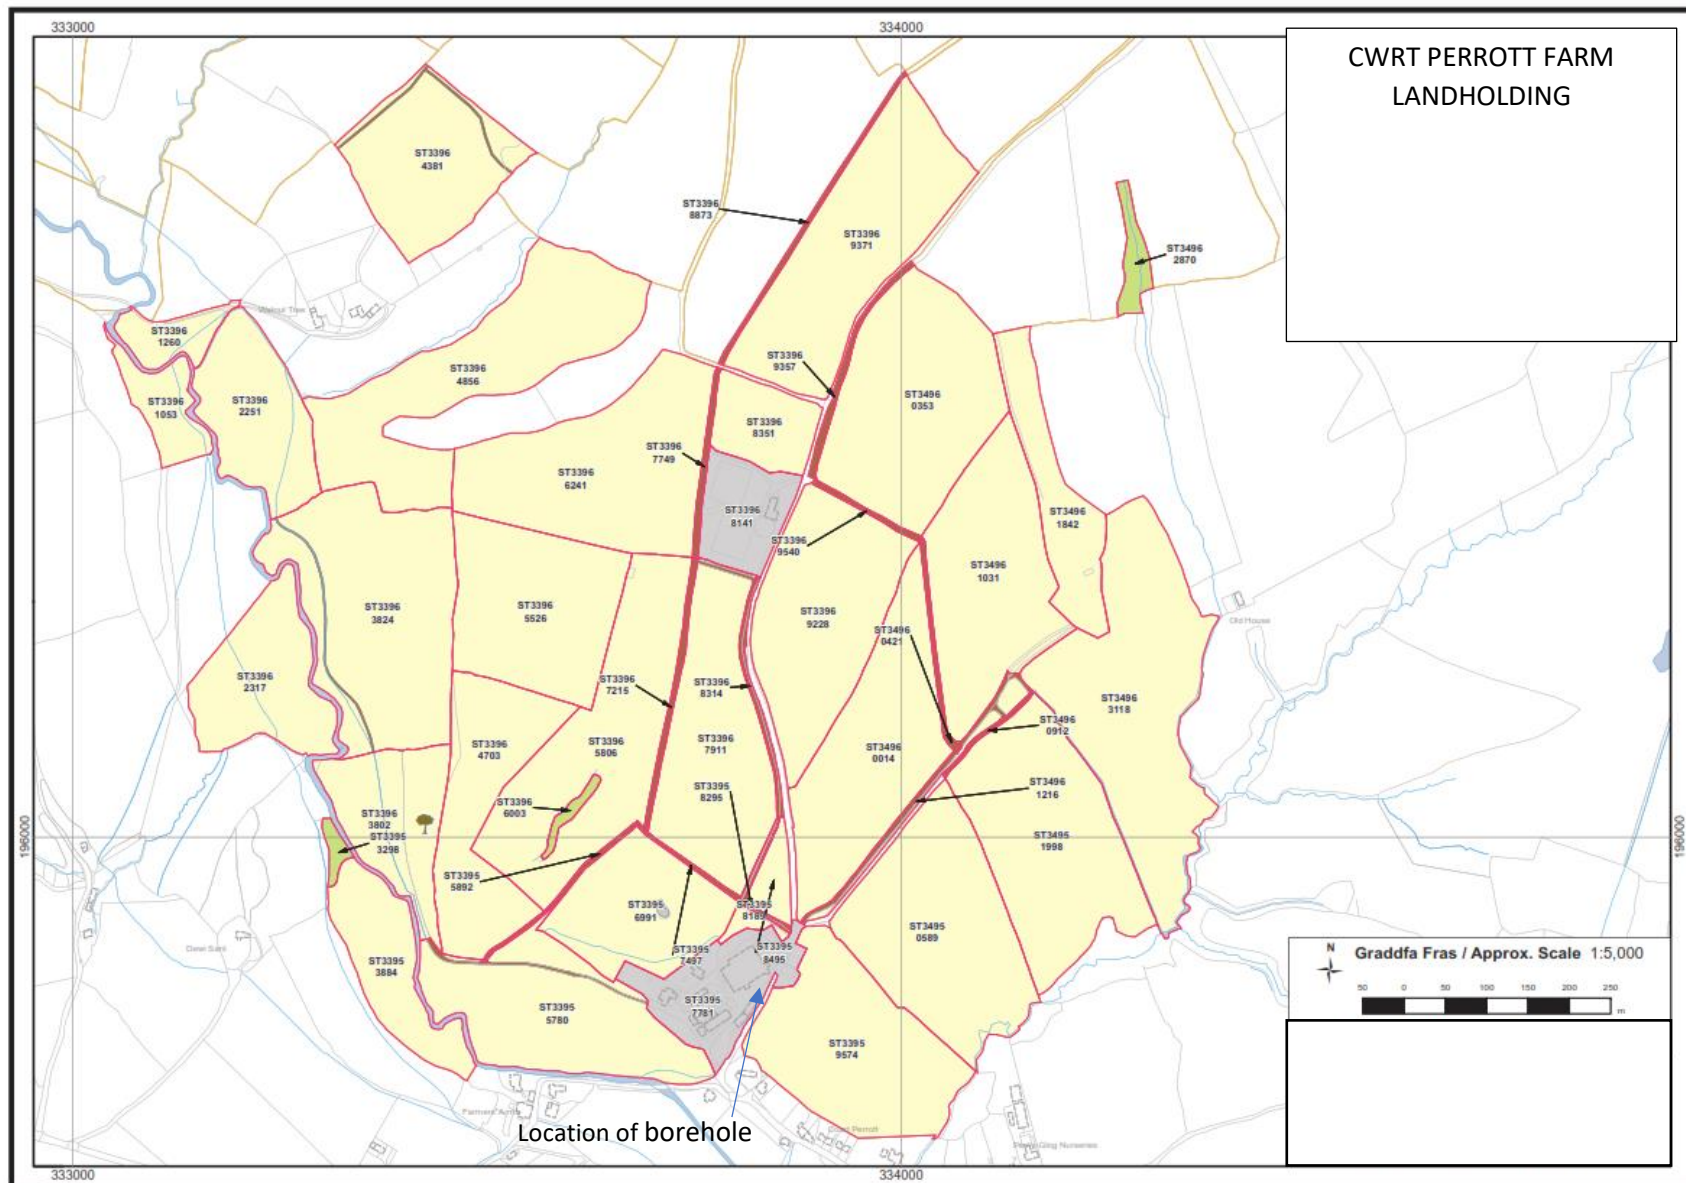 333000
334000
CWRT PERROTT FARM
LANDHOLDING
ST3396
4381
ST3396
8873
ST3396
9371
ST3496
2870
Walnut Tree
ST3396
1260
ST3396
1053
ST3396
2251
ST3396
4856
ST3396
9357
ST3496
0353
ST3396
8351
ST3396
7749
ST3396
6241
ST3396
8141
ST3396
9540
ST3496
1842
ST3496
1031
ST3396
3824
ST3396
5526
ST3396
9228
ST3496
0421
Old House
ST3396
2317
ST3396
7215
ST3396
8314
ST3496
3118
ST3396
4703
ST3396
5806
ST3396
7911
ST3496
0014
ST3496
0912
ST3395
8295
ST3496
1216
ST3396
6003
ST3396
3802
ST3395
3298
196000
196000
ST3495
1998
ST3395
5892
ST3395
6991
ST3395
8189
ST3495
0589
ST3395
7497
ST3395
8495
ST3395
3884
ST3395
5780
ST3395
7781
ST3395
9574
N
Graddfa Fras / Approx. Scale 1:5,000
50 0 50 100 150 200 250
m
Location of borehole
333000
334000